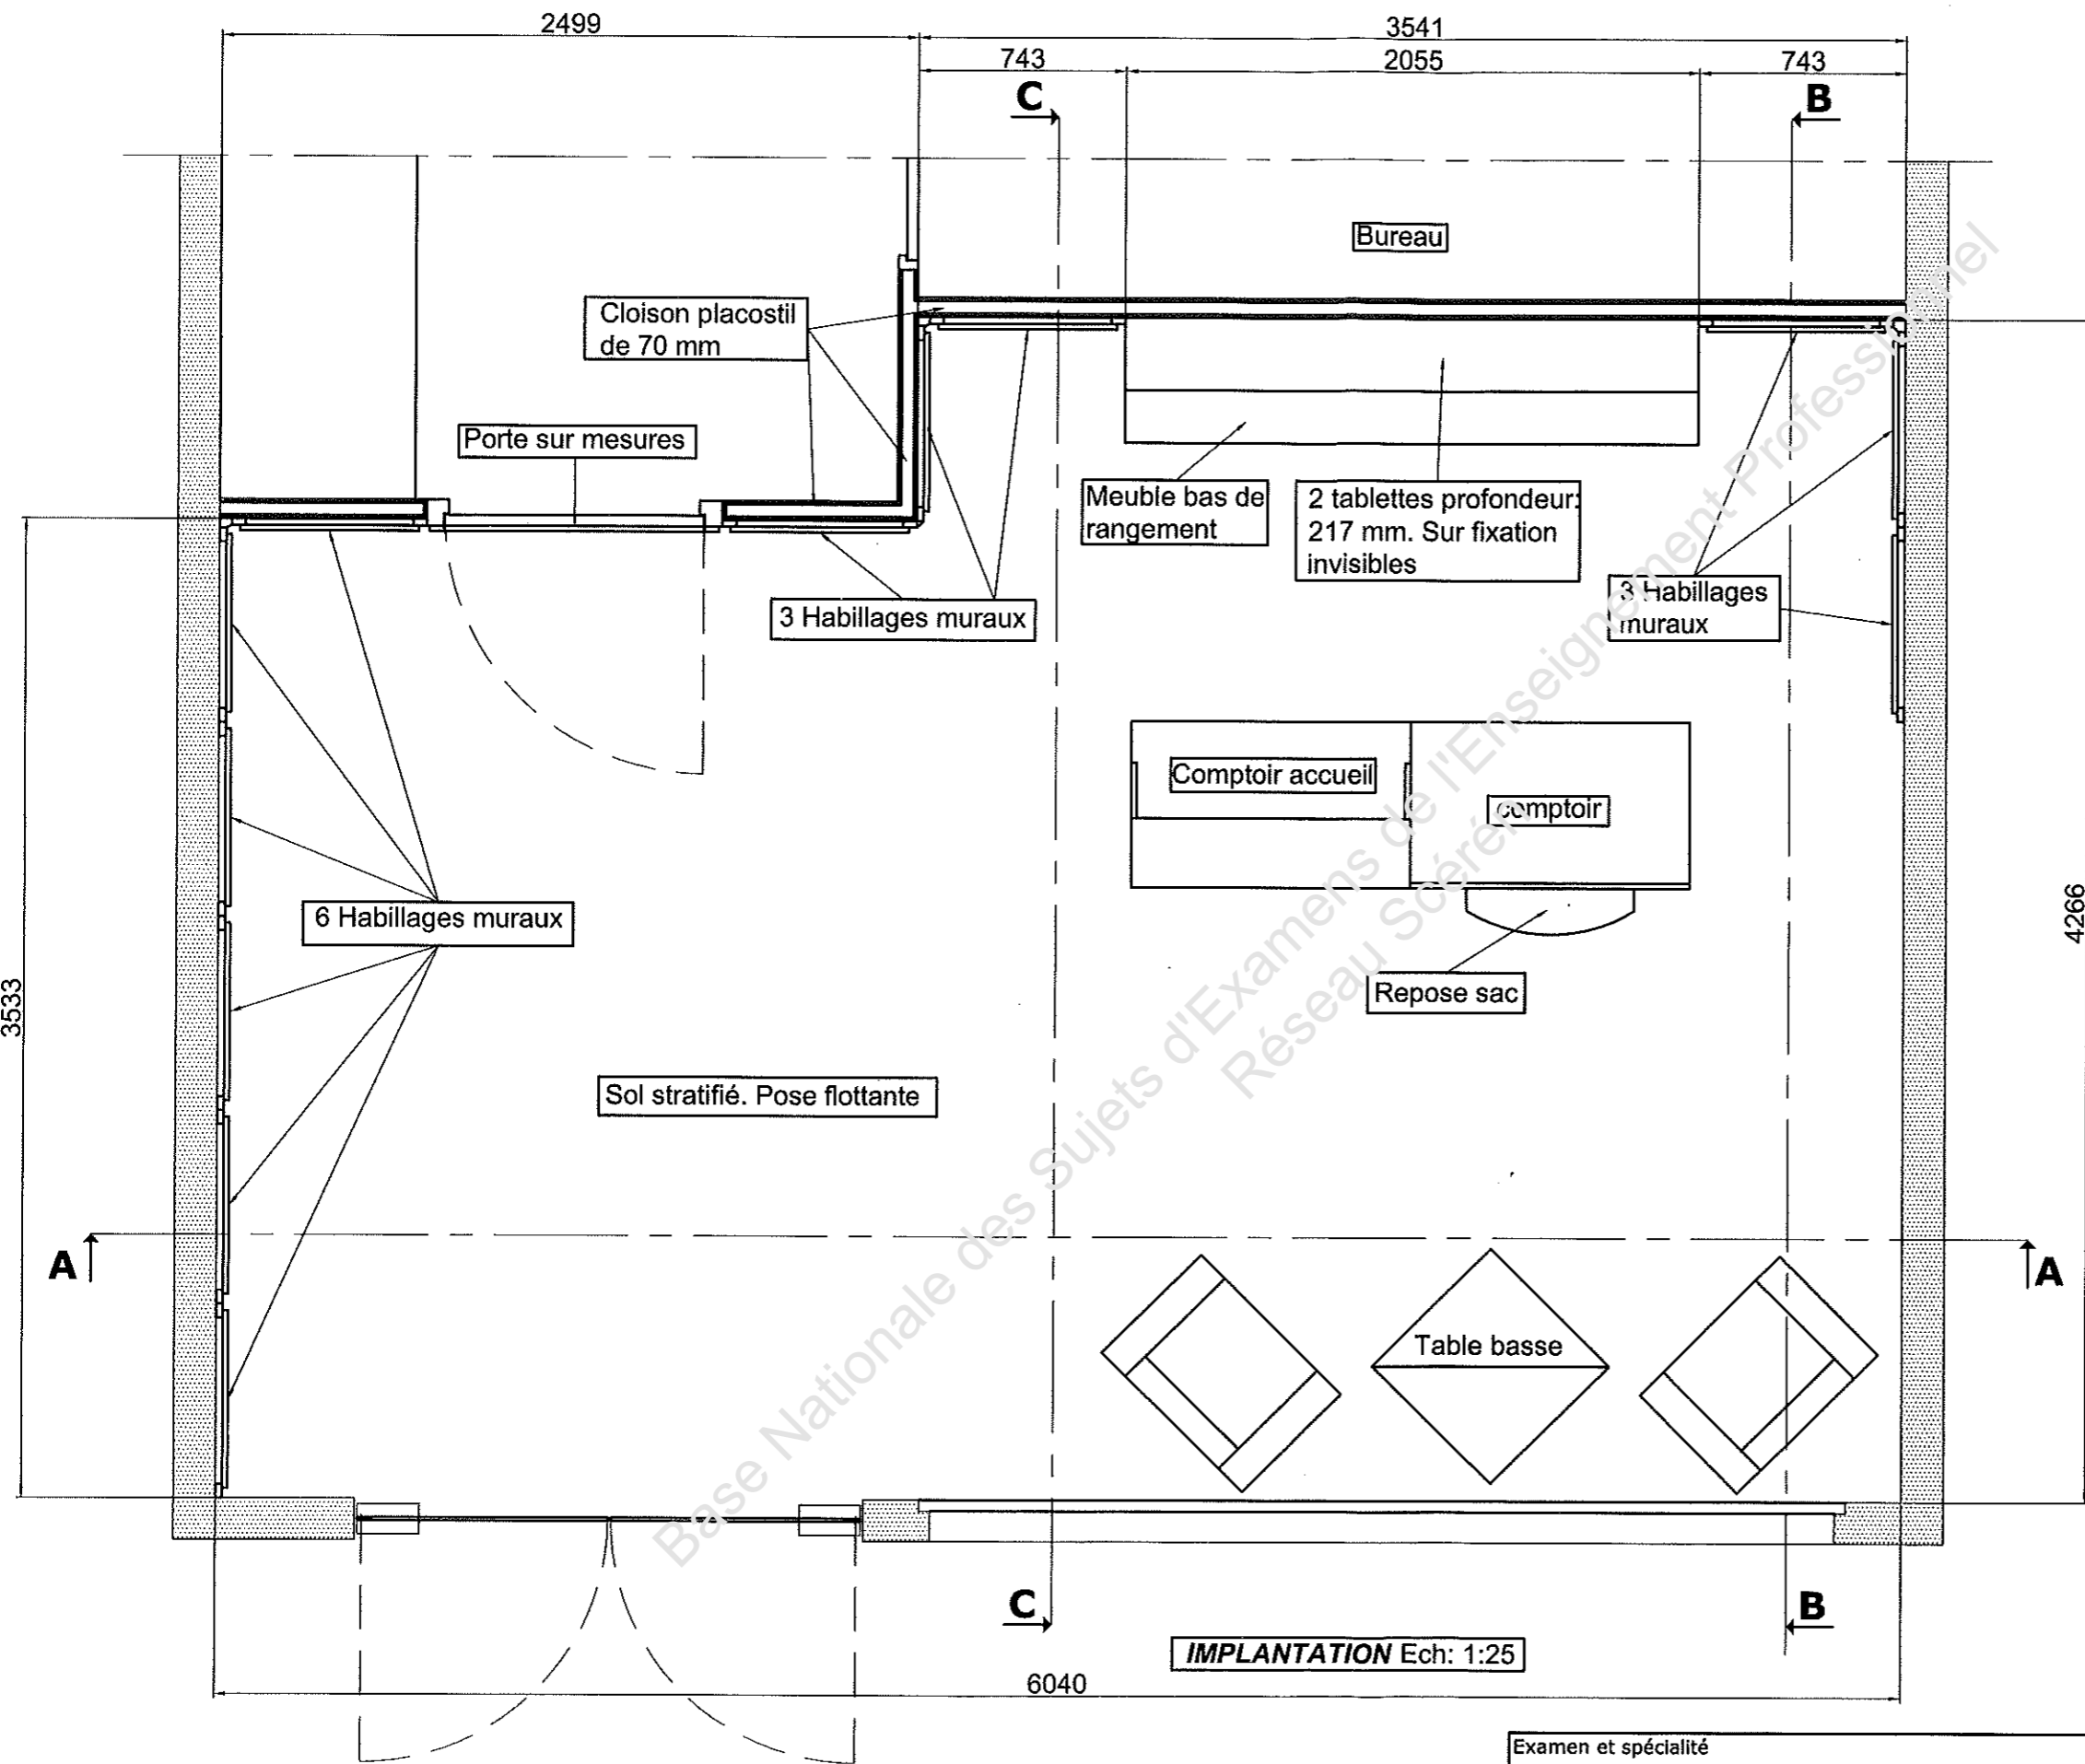 2499
3541
743
2055
743
C
B
Bureau
Cloison placostil
de 70 mm
Porte sur mesures
Meuble bas de
rangement
2 tablettes profondeur:
217 mm. Sur fixation
invisibles
3 Habillages muraux
3 Habillages
muraux
Comptoir accueil
comptoir
6 Habillages muraux
Repose sac
3533
4266
Sol stratifié. Pose flottante
A
A
Table basse
C
B
IMPLANTATION Ech: 1:25
6040
Examen et spécialité
Base Nationale des Sujets d'Examens de l'Enseignement Professionnel
Réseau Scérén